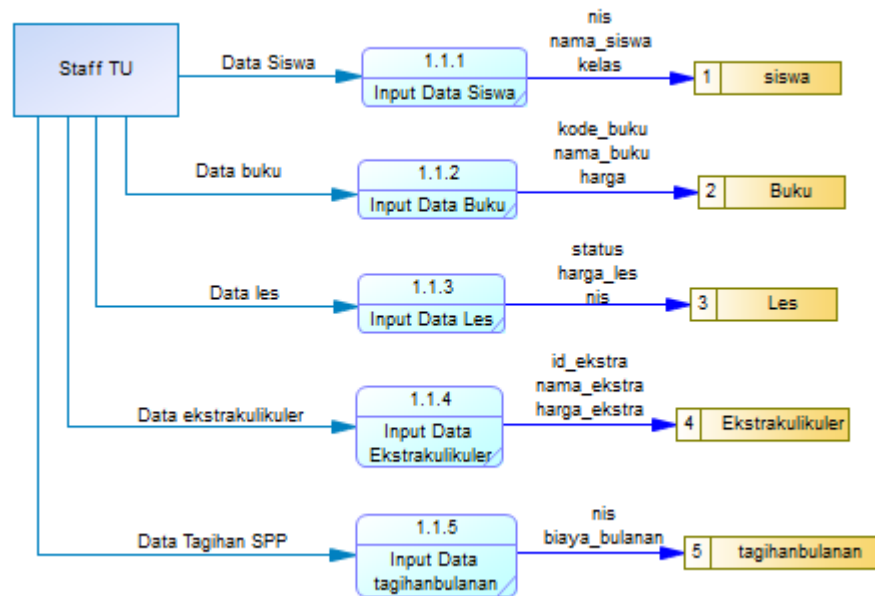 Staff TU
Data Siswa
1.1.1
Input Data Siswa
nis
nama_siswa
kelas
1
siswa
Data buku
1.1.2
Input Data Buku
kode_buku
nama_buku
harga
2
Buku
Data les
1.1.3
Input Data Les
status
harga_les
nis
3
Les
Data ekstrakulikuler
1.1.4
Input Data
Ekstrakulikuler
id_ekstra
nama_ekstra
harga_ekstra
4
Ekstrakulikuler
Data Tagihan SPP
1.1.5
Input Data
tagihanbulanan
nis
biaya_bulanan
5
tagihanbulanan